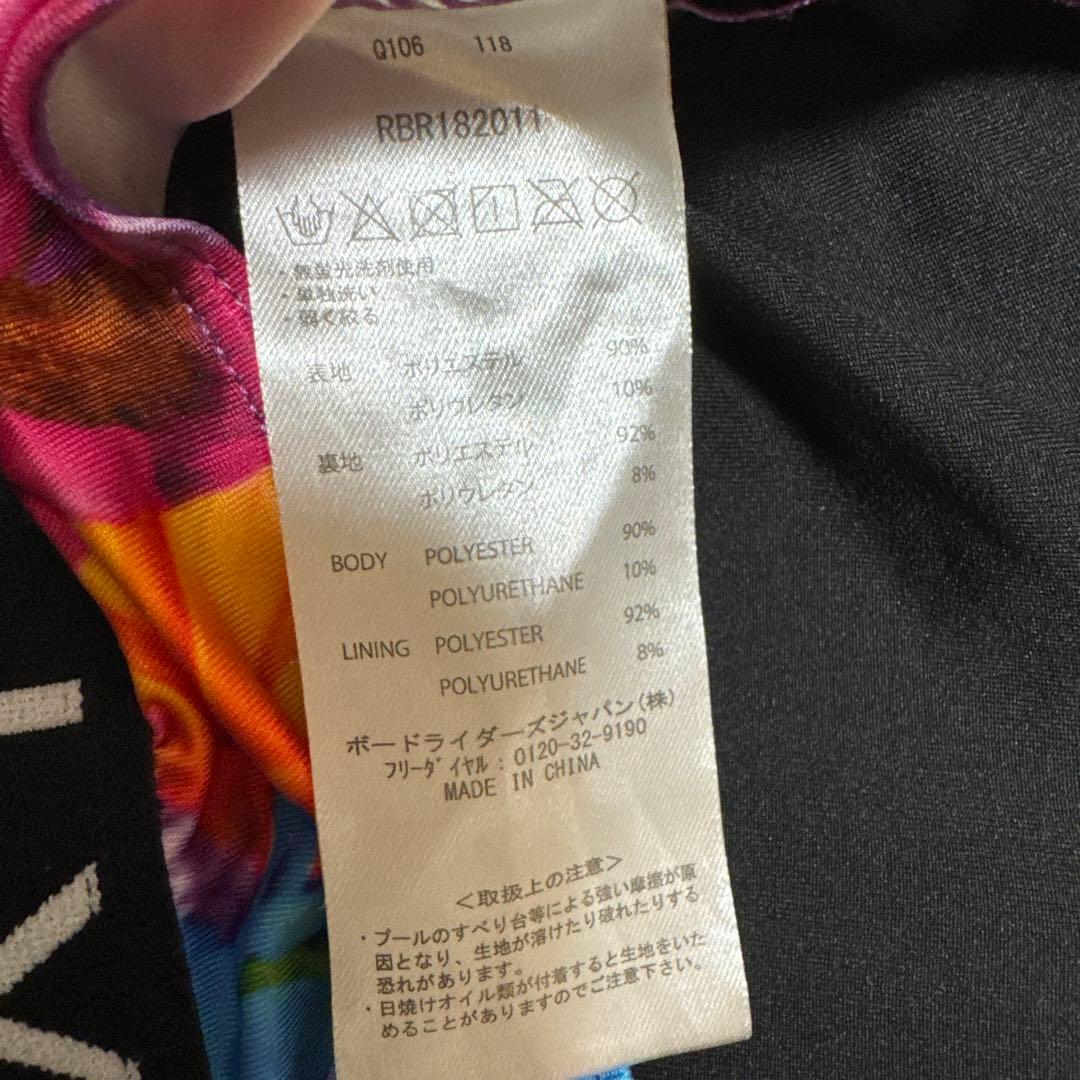 Q106 118
RBR182011
・無蛍光洗剤使用
・単独洗い
・弱く絞る
表地 ポリエステル 90%
ポリウレタン 10%
裏地 ポリエステル 92%
ポリウレタン 8%
BODY POLYESTER 90%
POLYURETHANE 10%
LINING POLYESTER 92%
POLYURETHANE 8%
ボードライダーズジャパン(株)
フリーダイヤル : 0120-32-9190
MADE IN CHINA
<取扱上の注意>
・プールのすべり台等による強い摩擦が原
因となり、生地が溶けたり破れたりする
恐れがあります。
・日焼けオイル類が付着すると生地をいた
めることがありますのでご注意下さい。